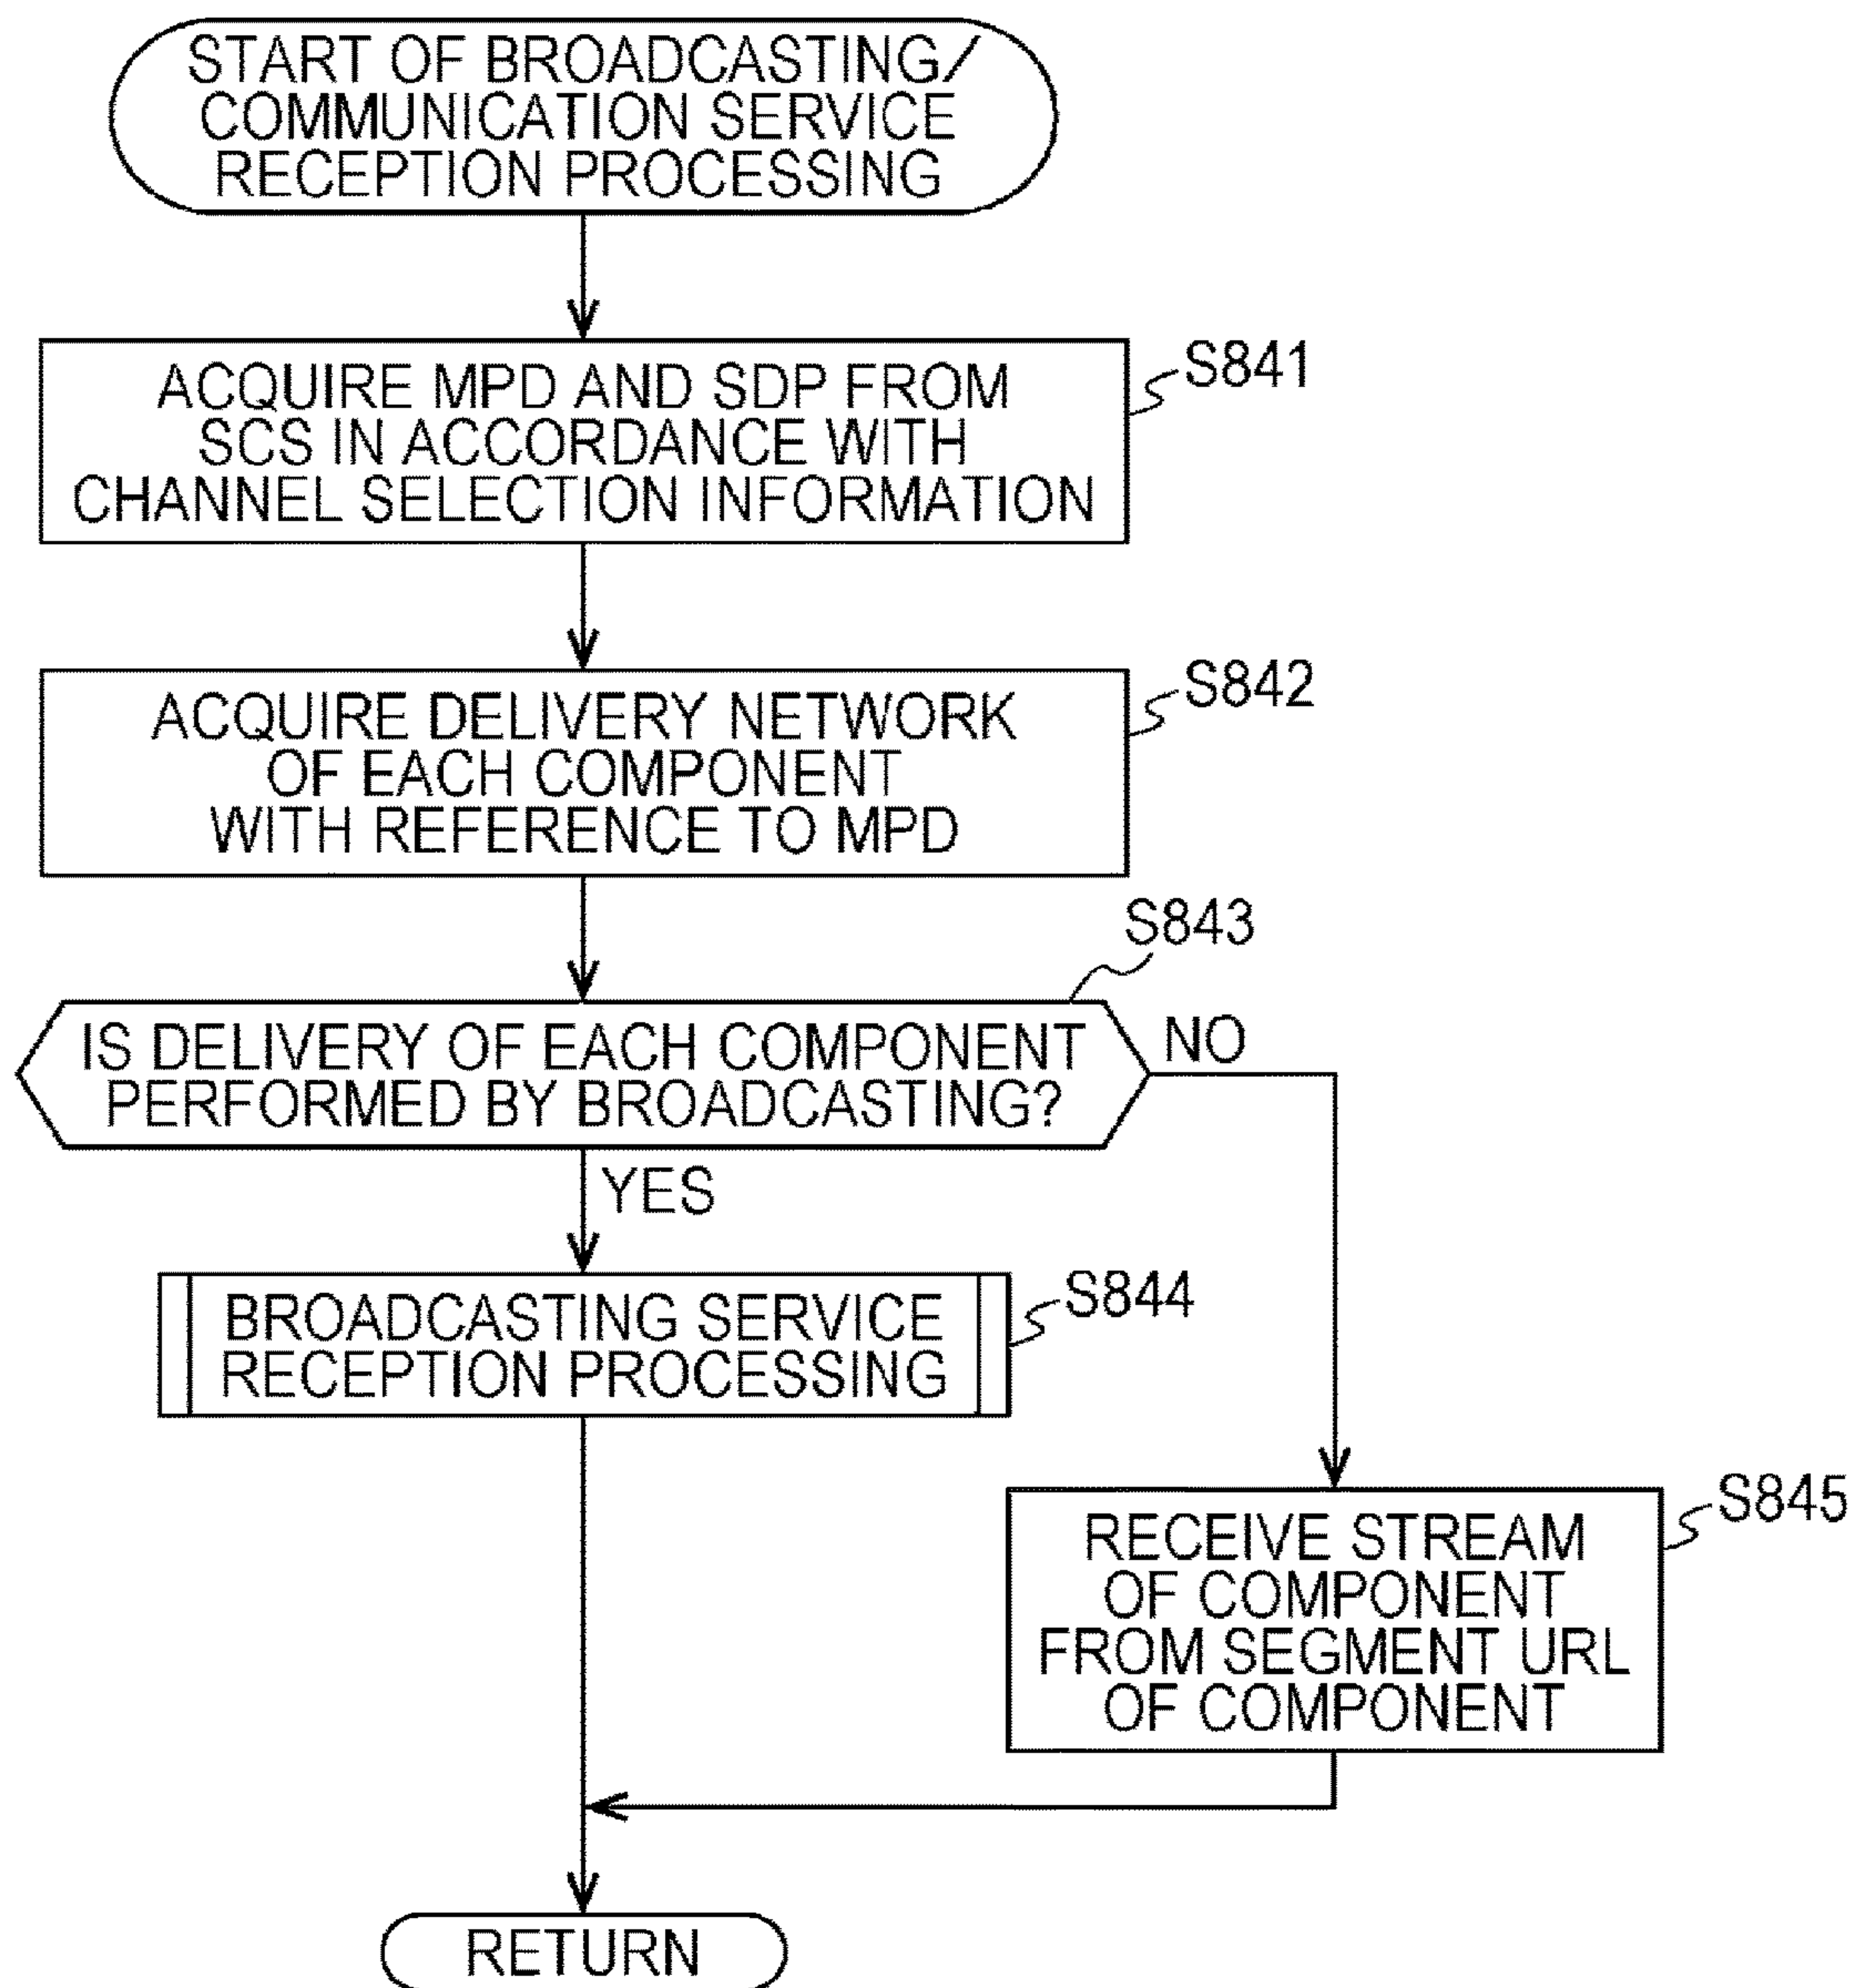 START OF BROADCASTING/
COMMUNICATION SERVICE
RECEPTION PROCESSING
S841
ACQUIRE MPD AND SDP FROM
SCS IN ACCORDANCE WITH
CHANNEL SELECTION INFORMATION
S842
ACQUIRE DELIVERY NETWORK
OF EACH COMPONENT
WITH REFERENCE TO MPD
S843
IS DELIVERY OF EACH COMPONENT
PERFORMED BY BROADCASTING?
NO
YES
S844
BROADCASTING SERVICE
RECEPTION PROCESSING
S845
RECEIVE STREAM
OF COMPONENT
FROM SEGMENT URL
OF COMPONENT
RETURN